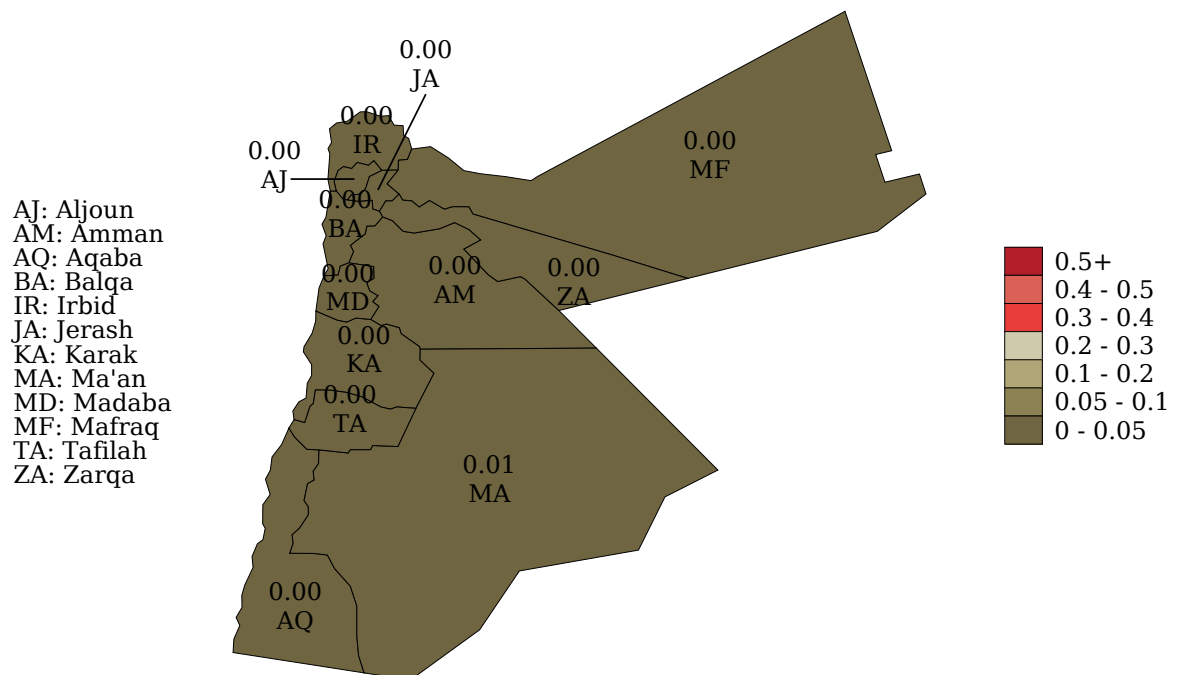 0.00
JA
0.00
IR
0.00
MF
0.00
AJ
0.00
BA
AJ: Aljoun
AM: Amman
AQ: Aqaba
BA: Balqa
IR: Irbid
JA: Jerash
KA: Karak
MA: Ma'an
MD: Madaba
MF: Mafraq
TA: Tafilah
ZA: Zarqa
0.00
AM
0.00
ZA
0.00
MD
0.00
KA
0.00
TA
0.01
MA
0.00
AQ
0.5+
0.4 - 0.5
0.3 - 0.4
0.2 - 0.3
0.1 - 0.2
0.05 - 0.1
0 - 0.05